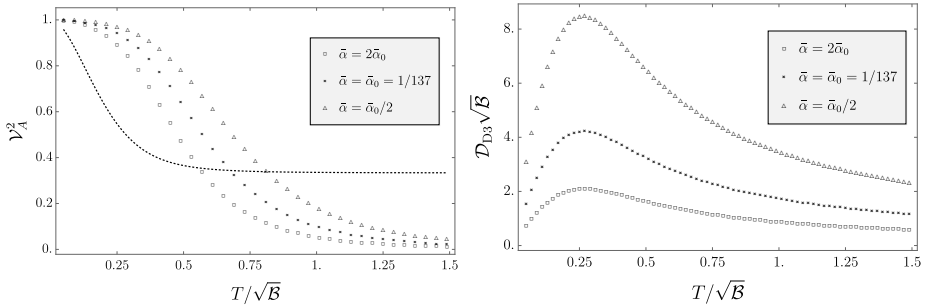 1.
0.8
0.6
0.4
0.2
0.
𝒱_A^2
0.25
0.5
0.75
1.
1.25
1.5
T/√ℬ
ᾱ = 2ᾱ₀
ᾱ = ᾱ₀ = 1/137
ᾱ = ᾱ₀/2
8.
6.
4.
2.
0.
𝒟_D3√ℬ
0.25
0.5
0.75
1.
1.25
1.5
T/√ℬ
ᾱ = 2ᾱ₀
ᾱ = ᾱ₀ = 1/137
ᾱ = ᾱ₀/2